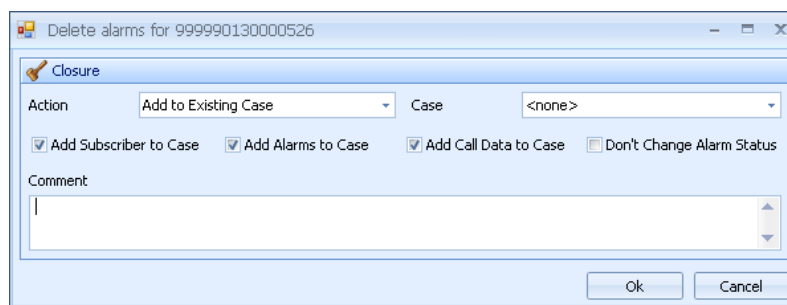 Delete alarms for 999990130000526
Closure
Action Add to Existing Case Case <none>
Add Subscriber to Case Add Alarms to Case Add Call Data to Case Don't Change Alarm Status
Comment
Ok Cancel